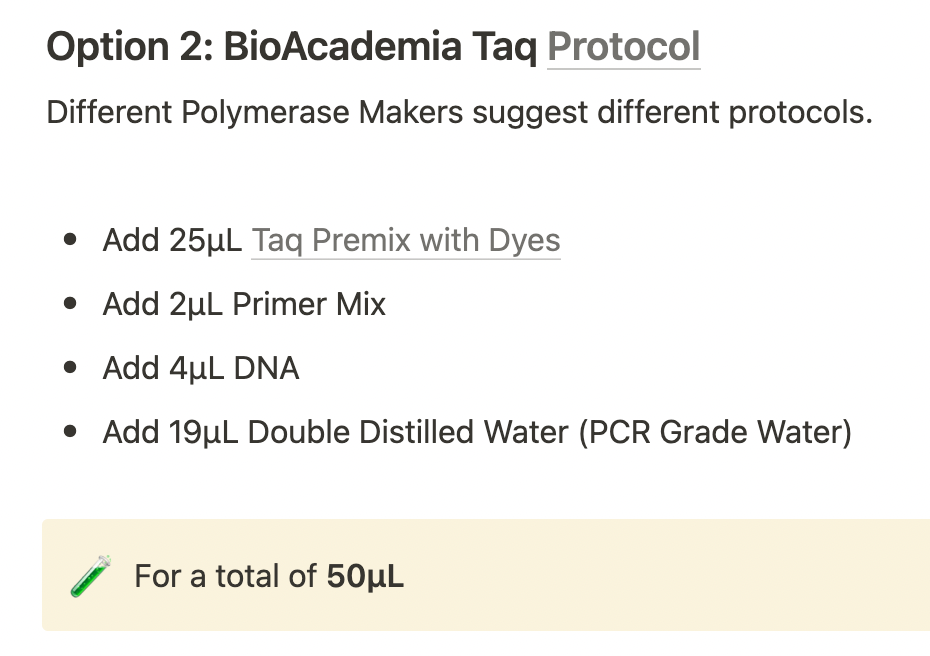 Option 2: BioAcademia Taq Protocol
Different Polymerase Makers suggest different protocols.
Add 25µL Taq Premix with Dyes
Add 2µL Primer Mix
Add 4µL DNA
Add 19µL Double Distilled Water (PCR Grade Water)
For a total of 50µL